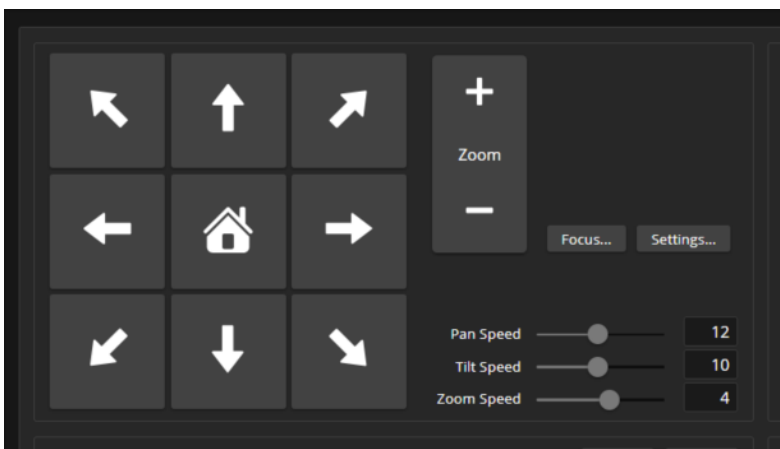 +
Zoom
−
Focus... Settings...
Pan Speed 12
Tilt Speed 10
Zoom Speed 4